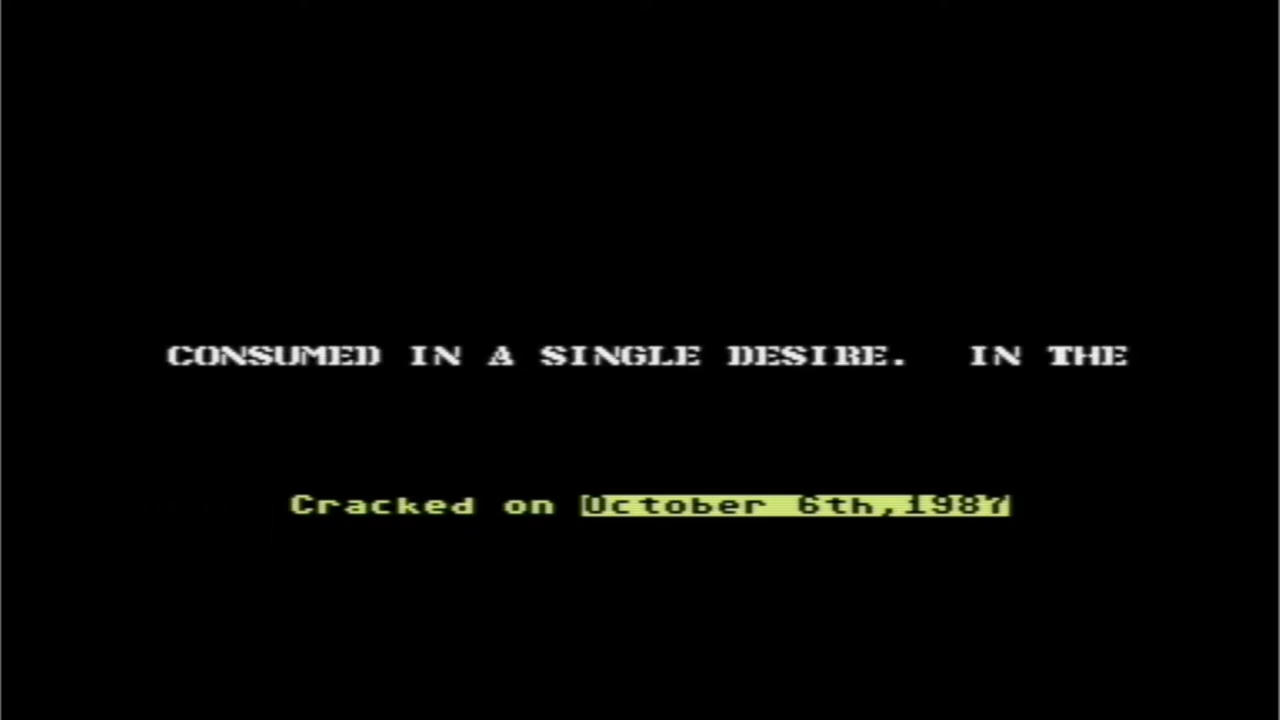 CONSUMED IN A SINGLE DESIRE.  IN THE
Cracked on October 6th,1987